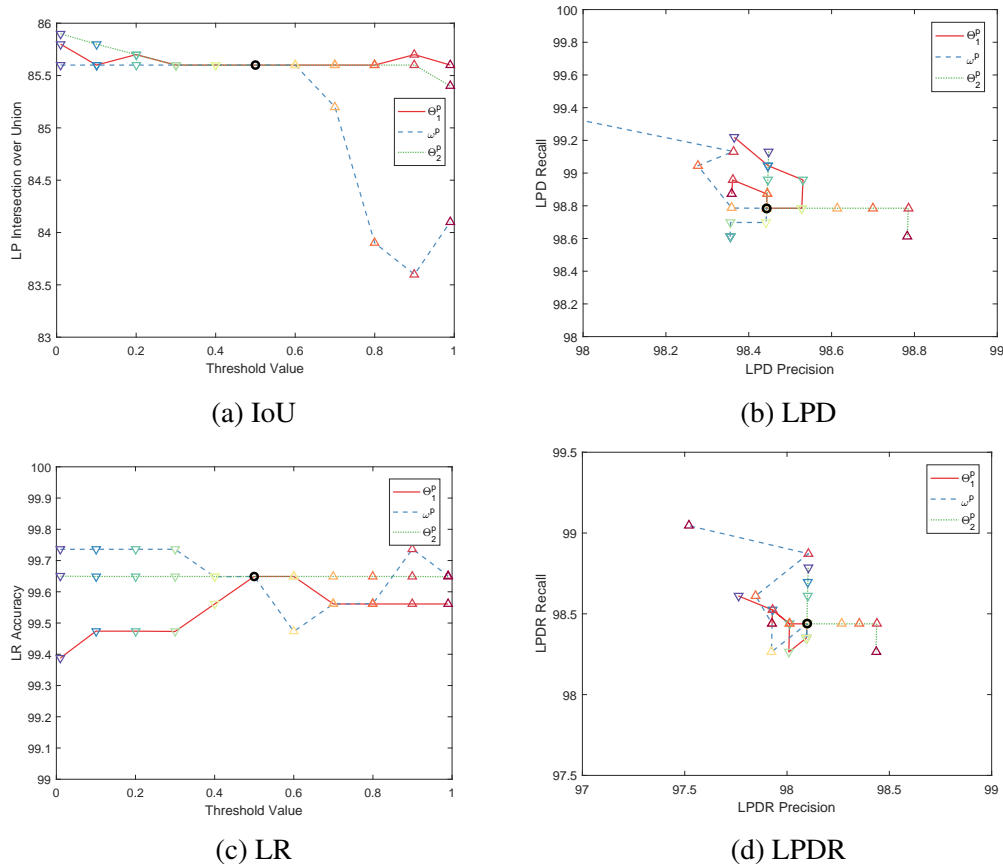 86
85.5
85
84.5
84
83.5
83
LP Intersection over Union
0 0.2 0.4 0.6 0.8 1
Threshold Value
Θ₁ᵖ
ωᵖ
Θ₂ᵖ
(a) IoU
100
99.8
99.6
99.4
99.2
99
98.8
98.6
98.4
98.2
98
LPD Recall
98 98.2 98.4 98.6 98.8 99
LPD Precision
Θ₁ᵖ
ωᵖ
Θ₂ᵖ
(b) LPD
100
99.9
99.8
99.7
99.6
99.5
99.4
99.3
99.2
99.1
99
LR Accuracy
0 0.2 0.4 0.6 0.8 1
Threshold Value
Θ₁ᵖ
ωᵖ
Θ₂ᵖ
(c) LR
99.5
99
98.5
98
97.5
LPDR Recall
97 97.5 98 98.5 99
LPDR Precision
Θ₁ᵖ
ωᵖ
Θ₂ᵖ
(d) LPDR